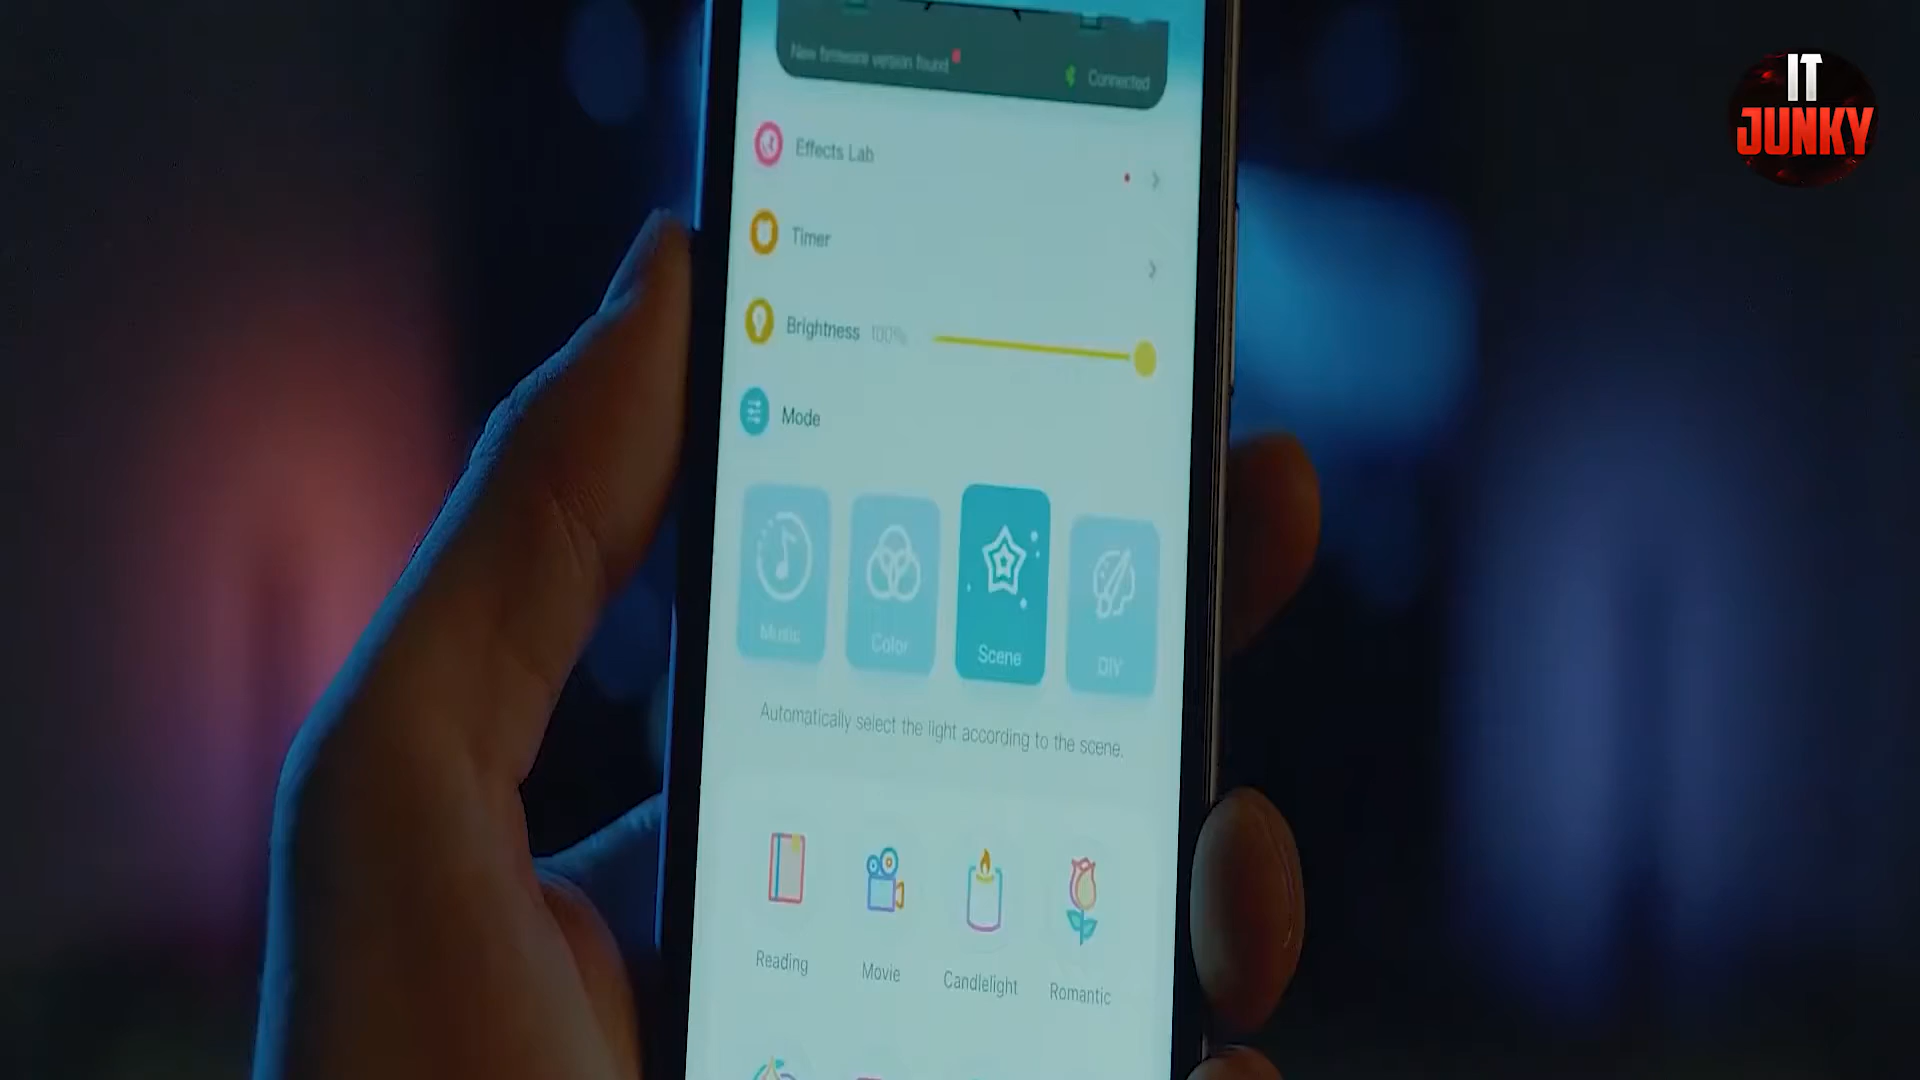 IT
JUNKY
New firmware version found
Connected
Effects Lab
Timer
Brightness 100%
Mode
Music
Color
Scene
DIY
Automatically select the light according to the scene.
Reading
Movie
Candlelight
Romantic